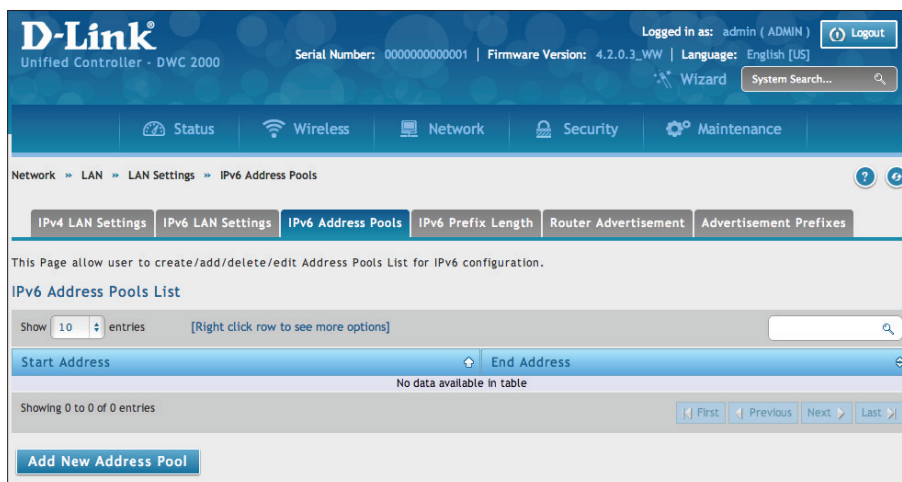 D-Link
Unified Controller - DWC 2000
Logged in as: admin ( ADMIN ) Logout
Serial Number: 0000000000001 | Firmware Version: 4.2.0.3_WW | Language: English [US]
Wizard System Search...
Status Wireless Network Security Maintenance
Network » LAN » LAN Settings » IPv6 Address Pools ?
IPv4 LAN Settings IPv6 LAN Settings IPv6 Address Pools IPv6 Prefix Length Router Advertisement Advertisement Prefixes
This Page allow user to create/add/delete/edit Address Pools List for IPv6 configuration.
IPv6 Address Pools List
Show 10 entries [Right click row to see more options]
Start Address End Address
No data available in table
Showing 0 to 0 of 0 entries First Previous Next Last
Add New Address Pool